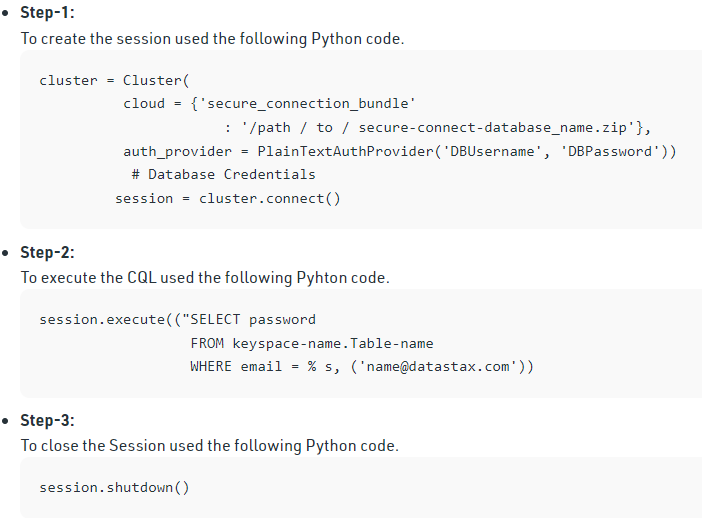 Step-1:
To create the session used the following Python code.
cluster = Cluster(
cloud = {'secure_connection_bundle'
: '/path / to / secure-connect-database_name.zip'},
auth_provider = PlainTextAuthProvider('DBUsername', 'DBPassword'))
# Database Credentials
session = cluster.connect()
Step-2:
To execute the CQL used the following Pyhton code.
session.execute(("SELECT password
FROM keyspace-name.Table-name
WHERE email = % s, ('name@datastax.com'))
Step-3:
To close the Session used the following Python code.
session.shutdown()